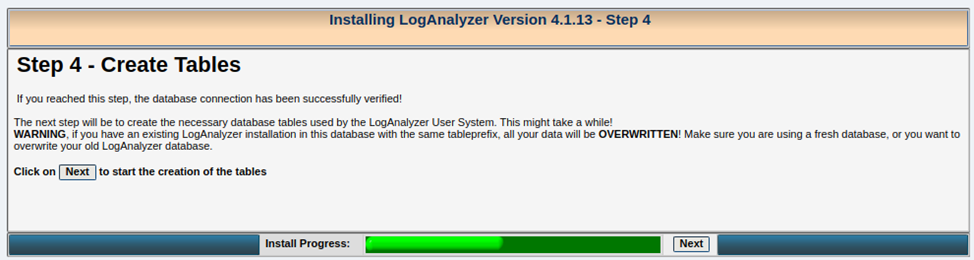 Installing LogAnalyzer Version 4.1.13 - Step 4
Step 4 - Create Tables
If you reached this step, the database connection has been successfully verified!
The next step will be to create the necessary database tables used by the LogAnalyzer User System. This might take a while!
WARNING, if you have an existing LogAnalyzer installation in this database with the same tableprefix, all your data will be OVERWRITTEN! Make sure you are using a fresh database, or you want to
overwrite your old LogAnalyzer database.
Click on Next to start the creation of the tables
Install Progress: Next